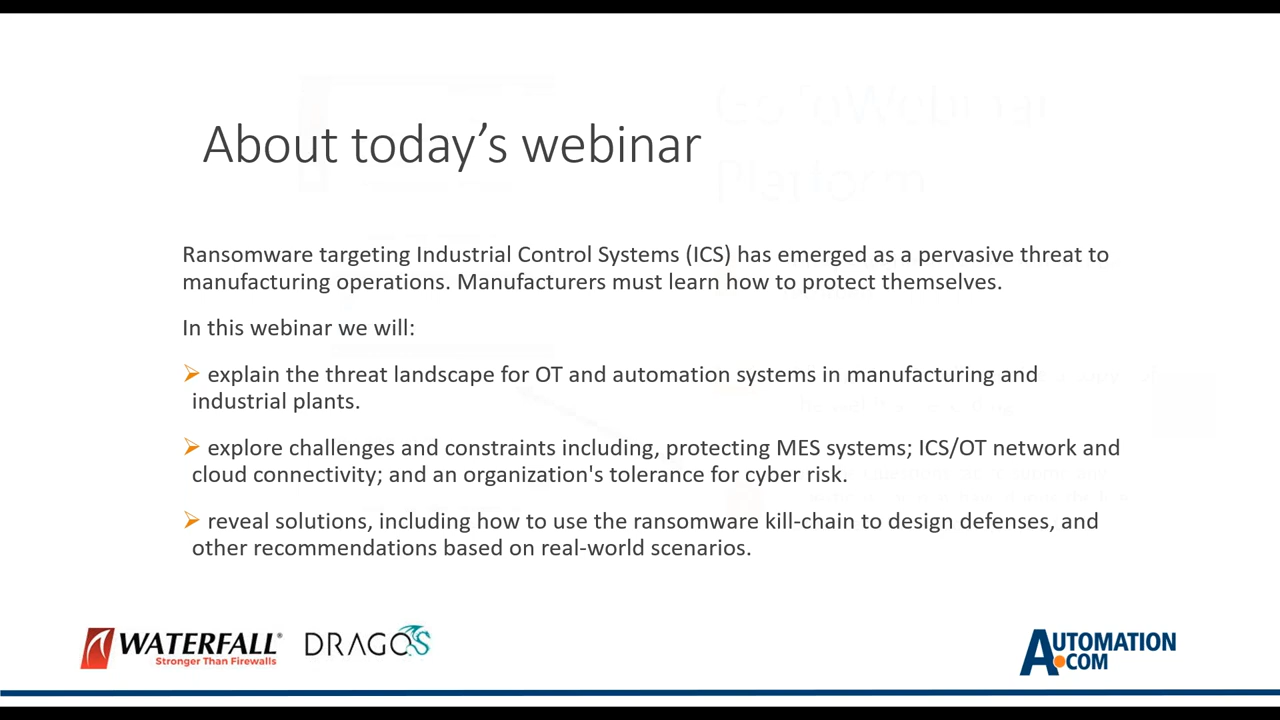 About today's webinar
GoToWebinar
Platform
Ransomware targeting Industrial Control Systems (ICS) has emerged as a pervasive threat to
manufacturing operations. Manufacturers must learn how to protect themselves.
In this webinar we will:
➢ explain the threat landscape for OT and automation systems in manufacturing and
industrial plants.
➢ explore challenges and constraints including, protecting MES systems; ICS/OT network and
cloud connectivity; and an organization's tolerance for cyber risk.
➢ reveal solutions, including how to use the ransomware kill-chain to design defenses, and
other recommendations based on real-world scenarios.
WATERFALL®
Stronger Than Firewalls
DRAGOS
AUTOMATION
.COM